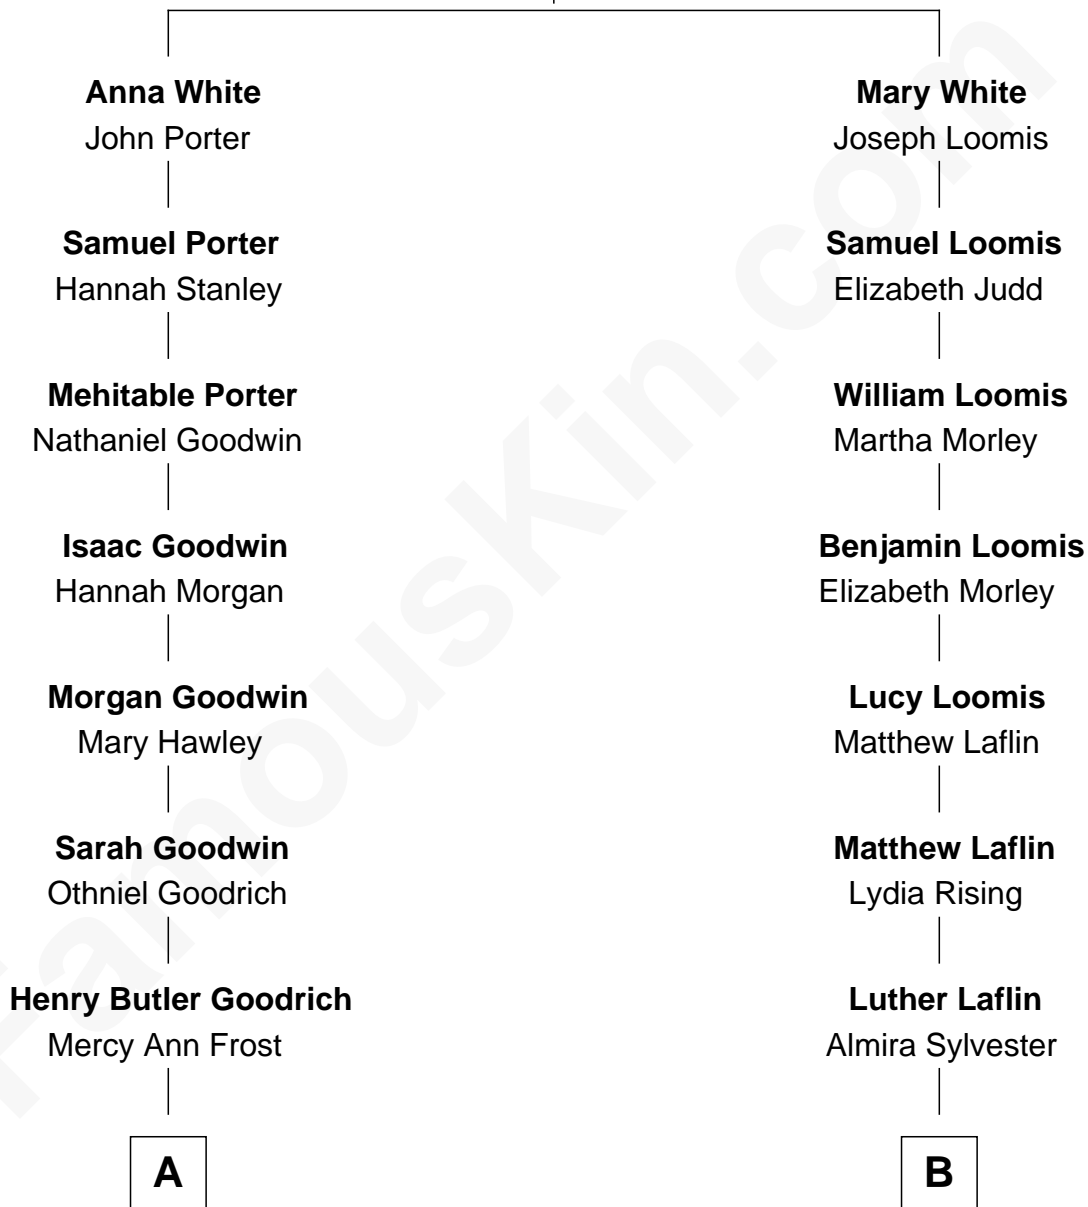 Anna White
John Porter
Samuel Porter
Hannah Stanley
Mehitable Porter
Nathaniel Goodwin
Isaac Goodwin
Hannah Morgan
Morgan Goodwin
Mary Hawley
Sarah Goodwin
Othniel Goodrich
Henry Butler Goodrich
Mercy Ann Frost
A
Mary White
Joseph Loomis
Samuel Loomis
Elizabeth Judd
William Loomis
Martha Morley
Benjamin Loomis
Elizabeth Morley
Lucy Loomis
Matthew Laflin
Matthew Laflin
Lydia Rising
Luther Laflin
Almira Sylvester
B
FamousKin.com